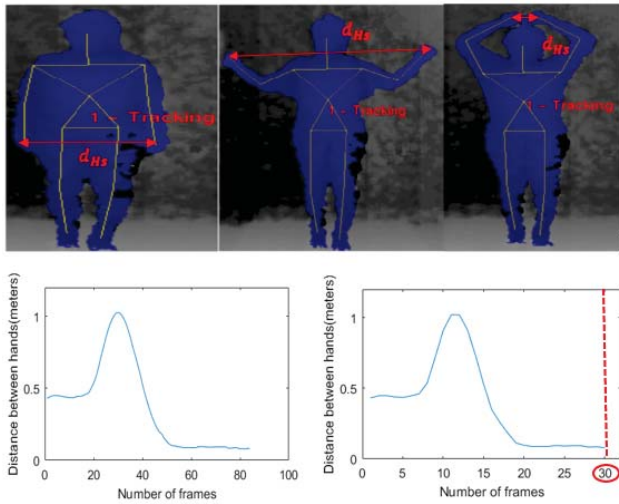 1 - Tracking
d_Hs
d_Hs
1 - Tracking
d_Hs
1 - Tracking
Distance between hands(meters)
1
0.5
0
0 20 40 60 80 100
Number of frames
Distance between hands(meters)
1
0.5
0
0 5 10 15 20 25 30
Number of frames